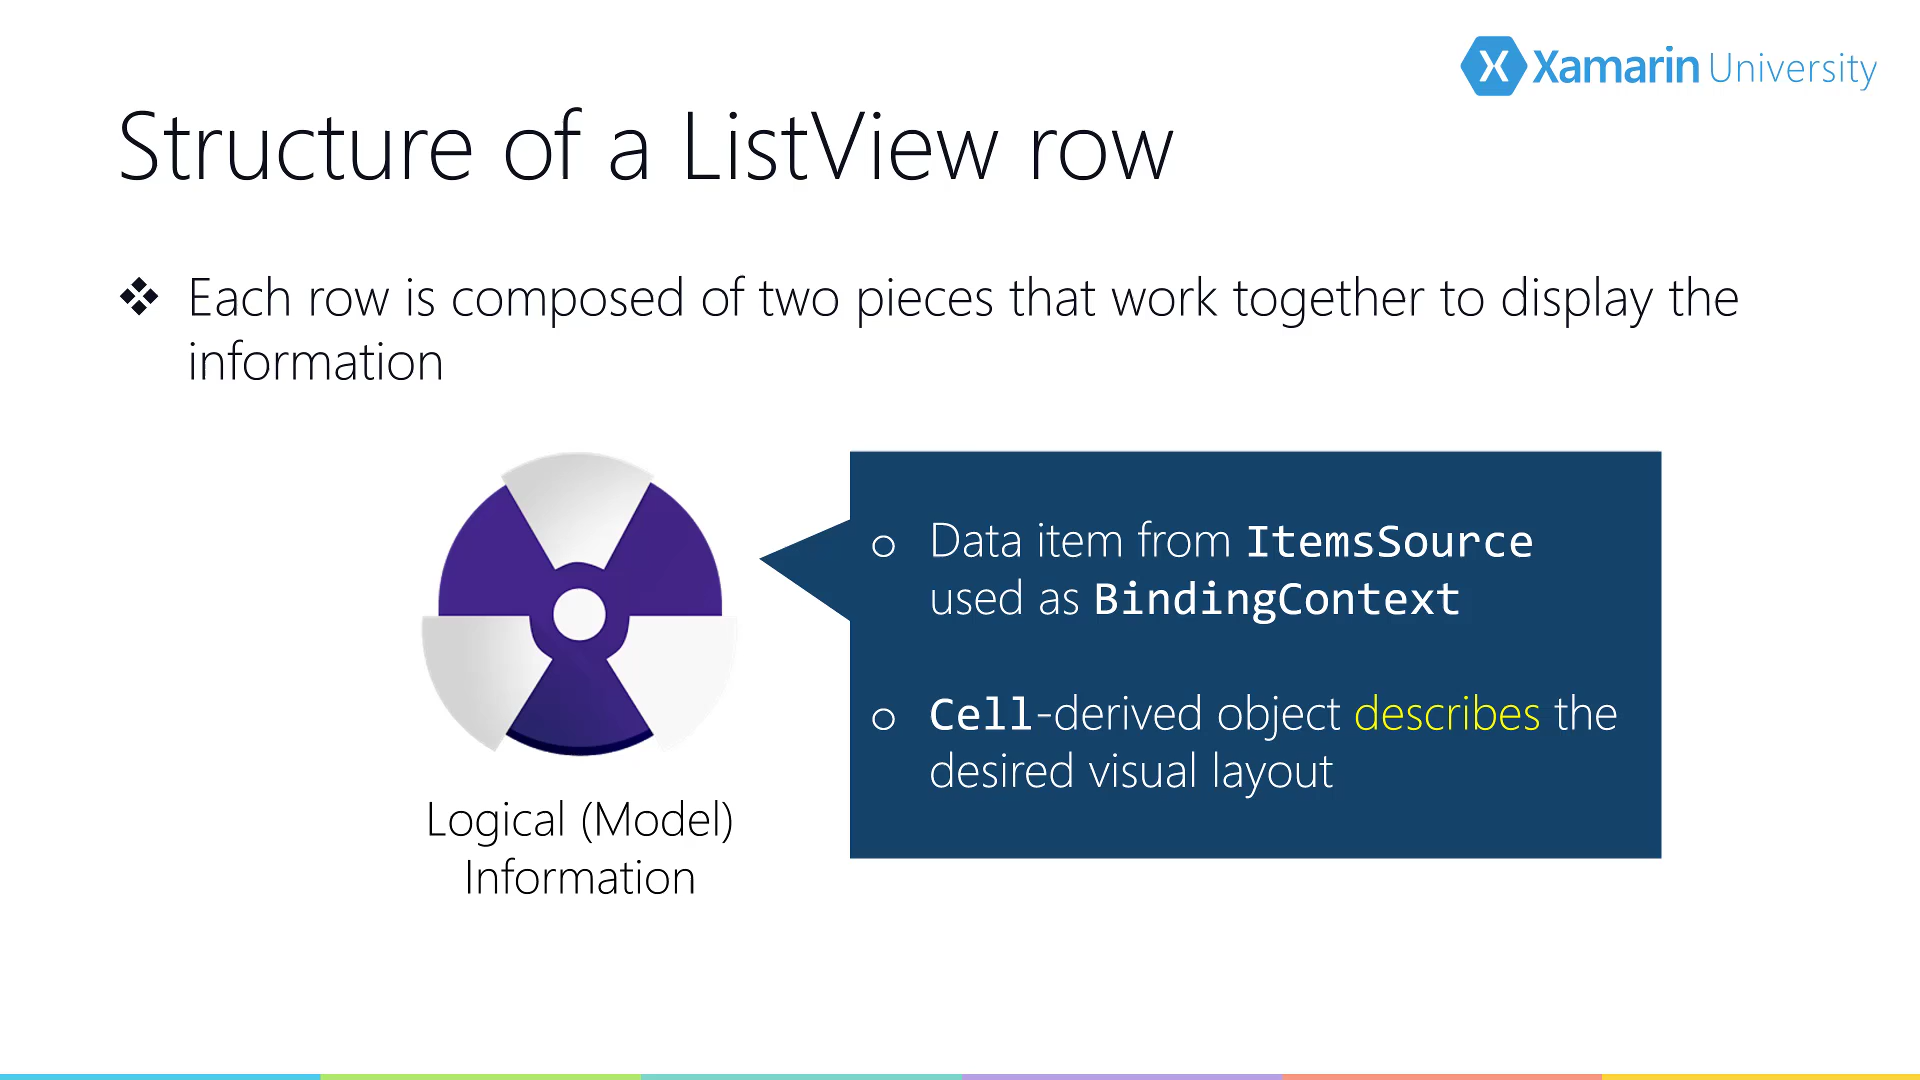 Xamarin University
Structure of a ListView row
❖ Each row is composed of two pieces that work together to display the
information
o Data item from ItemsSource
used as BindingContext
o Cell-derived object describes the
desired visual layout
Logical (Model)
Information